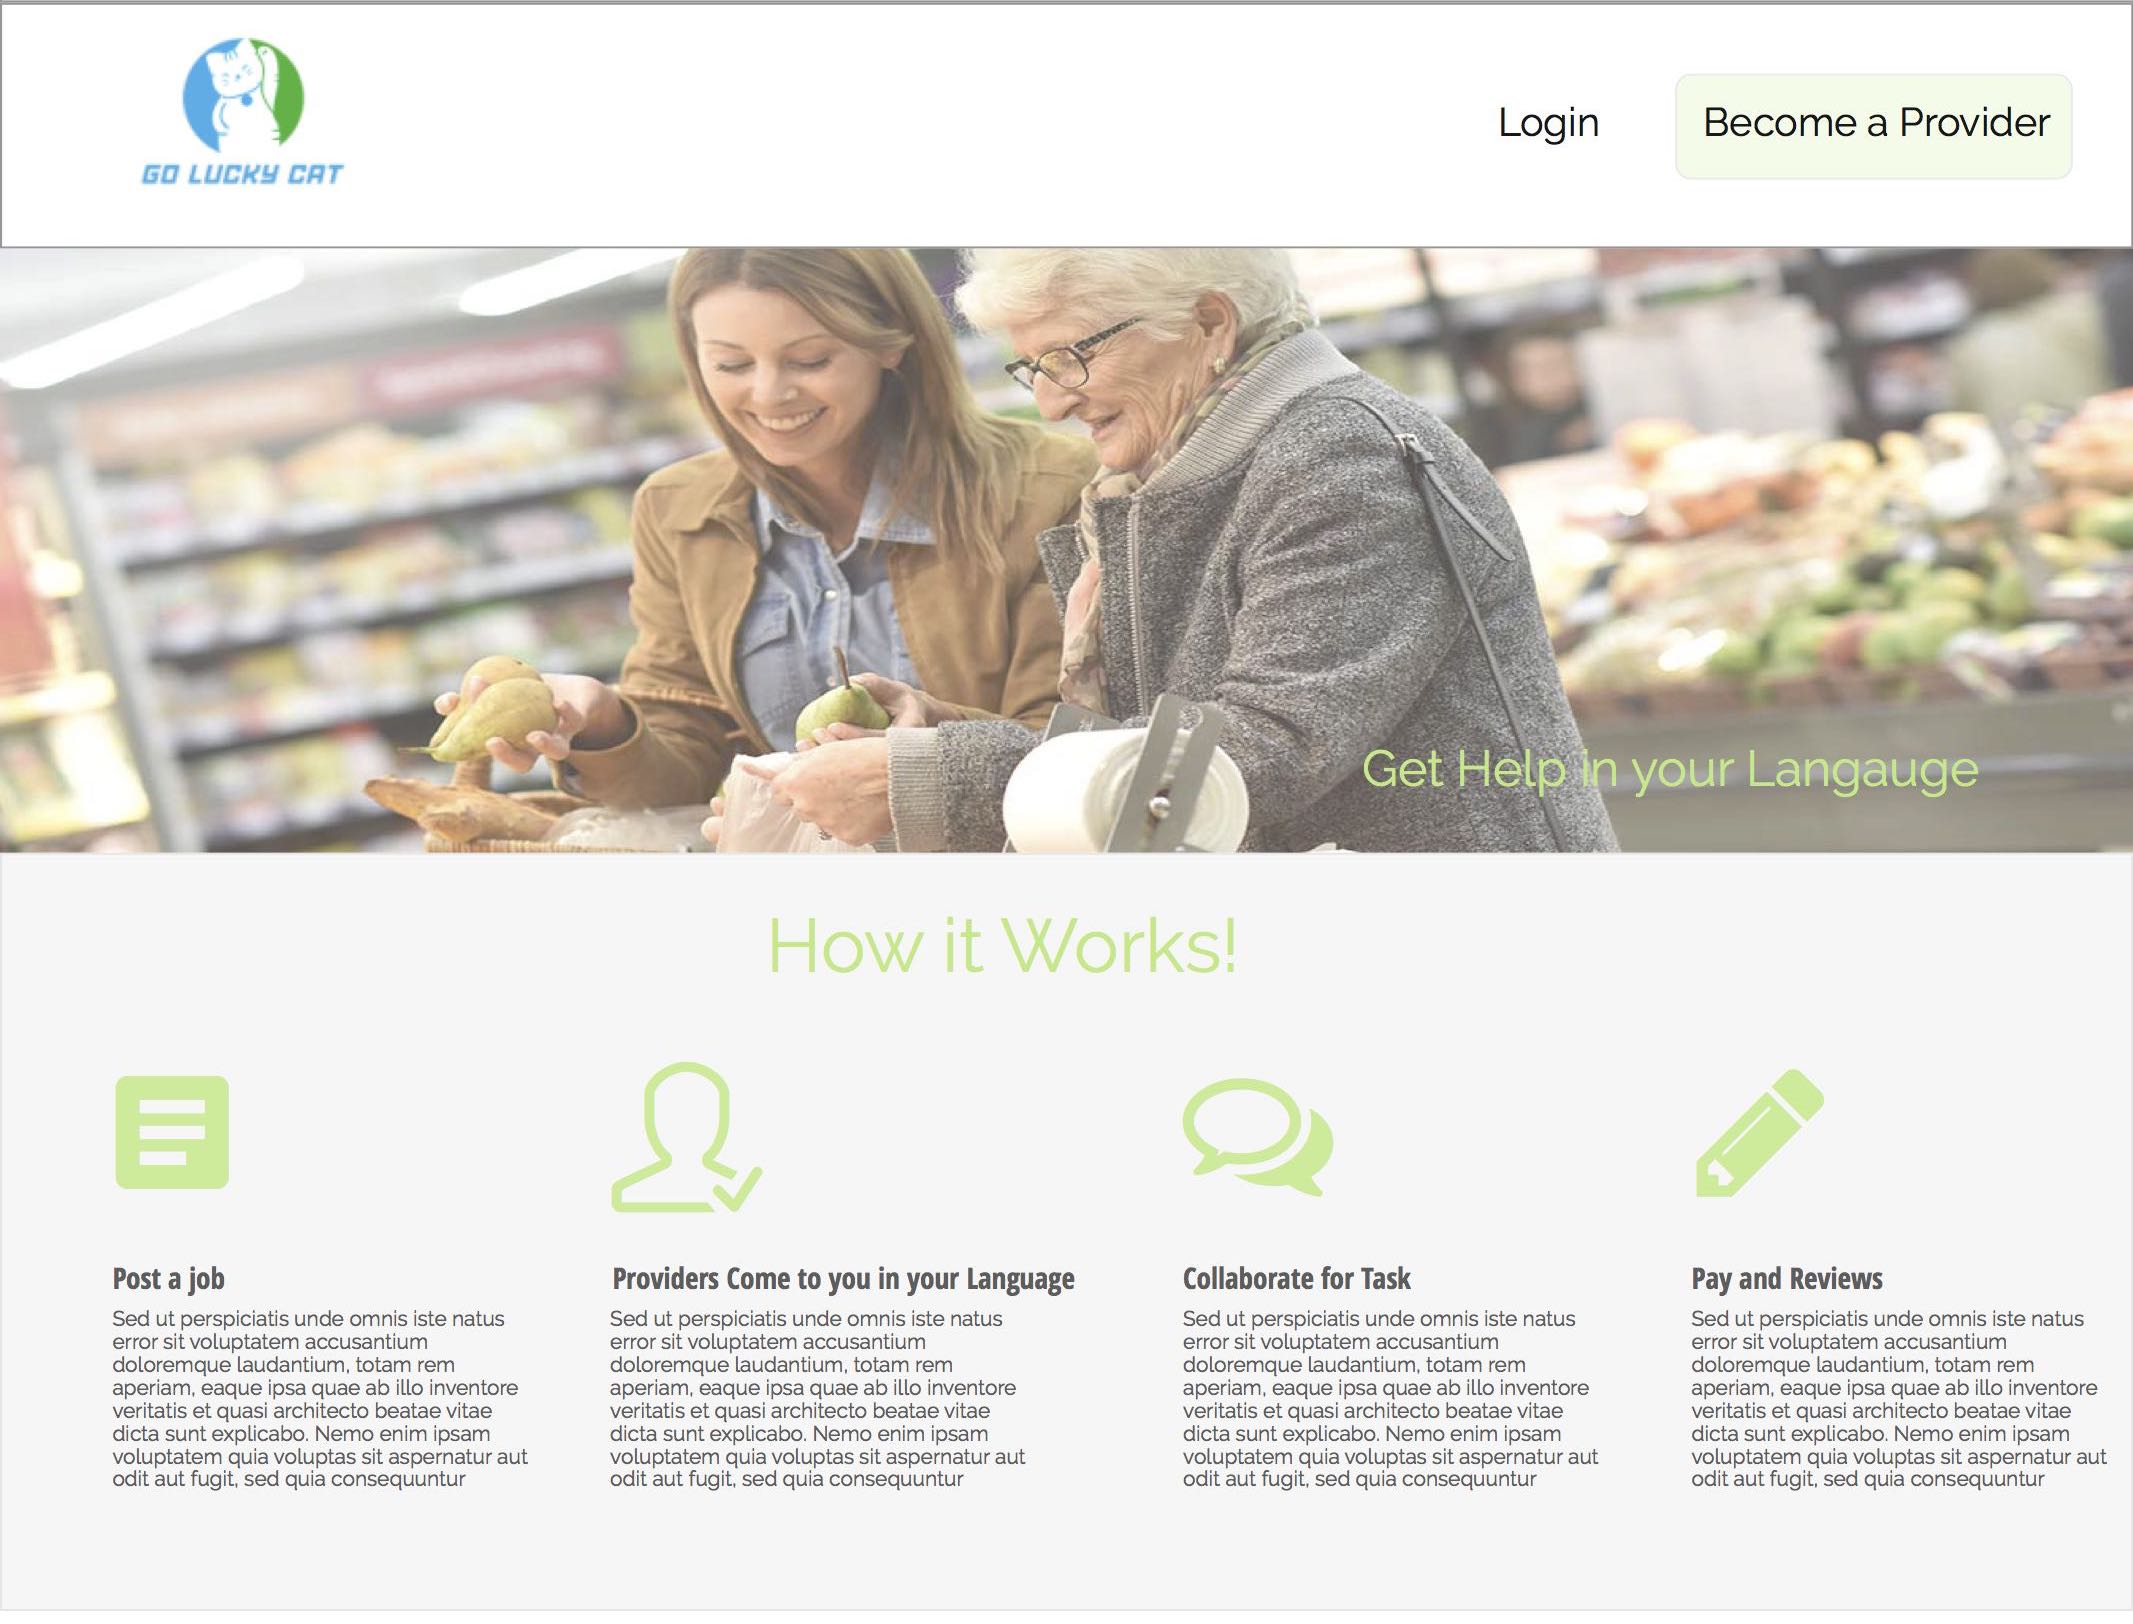 GO LUCKY CAT
Login
Become a Provider
Get Help in your Langauge
How it Works!
Post a job
Sed ut perspiciatis unde omnis iste natus
error sit voluptatem accusantium
doloremque laudantium, totam rem
aperiam, eaque ipsa quae ab illo inventore
veritatis et quasi architecto beatae vitae
dicta sunt explicabo. Nemo enim ipsam
voluptatem quia voluptas sit aspernatur aut
odit aut fugit, sed quia consequuntur
Providers Come to you in your Language
Sed ut perspiciatis unde omnis iste natus
error sit voluptatem accusantium
doloremque laudantium, totam rem
aperiam, eaque ipsa quae ab illo inventore
veritatis et quasi architecto beatae vitae
dicta sunt explicabo. Nemo enim ipsam
voluptatem quia voluptas sit aspernatur aut
odit aut fugit, sed quia consequuntur
Collaborate for Task
Sed ut perspiciatis unde omnis iste natus
error sit voluptatem accusantium
doloremque laudantium, totam rem
aperiam, eaque ipsa quae ab illo inventore
veritatis et quasi architecto beatae vitae
dicta sunt explicabo. Nemo enim ipsam
voluptatem quia voluptas sit aspernatur aut
odit aut fugit, sed quia consequuntur
Pay and Reviews
Sed ut perspiciatis unde omnis iste natus
error sit voluptatem accusantium
doloremque laudantium, totam rem
aperiam, eaque ipsa quae ab illo inventore
veritatis et quasi architecto beatae vitae
dicta sunt explicabo. Nemo enim ipsam
voluptatem quia voluptas sit aspernatur aut
odit aut fugit, sed quia consequuntur